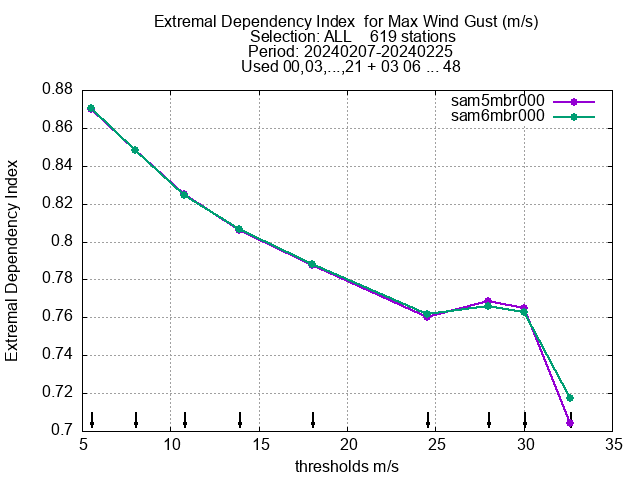 Extremal Dependency Index  for Max Wind Gust (m/s)
Selection: ALL    619 stations
Period: 20240207-20240225
Used 00,03,...,21 + 03 06 ... 48
sam5mbr000
sam6mbr000
0.88
0.86
0.84
0.82
0.8
0.78
0.76
0.74
0.72
0.7
Extremal Dependency Index
5 10 15 20 25 30 35
thresholds m/s